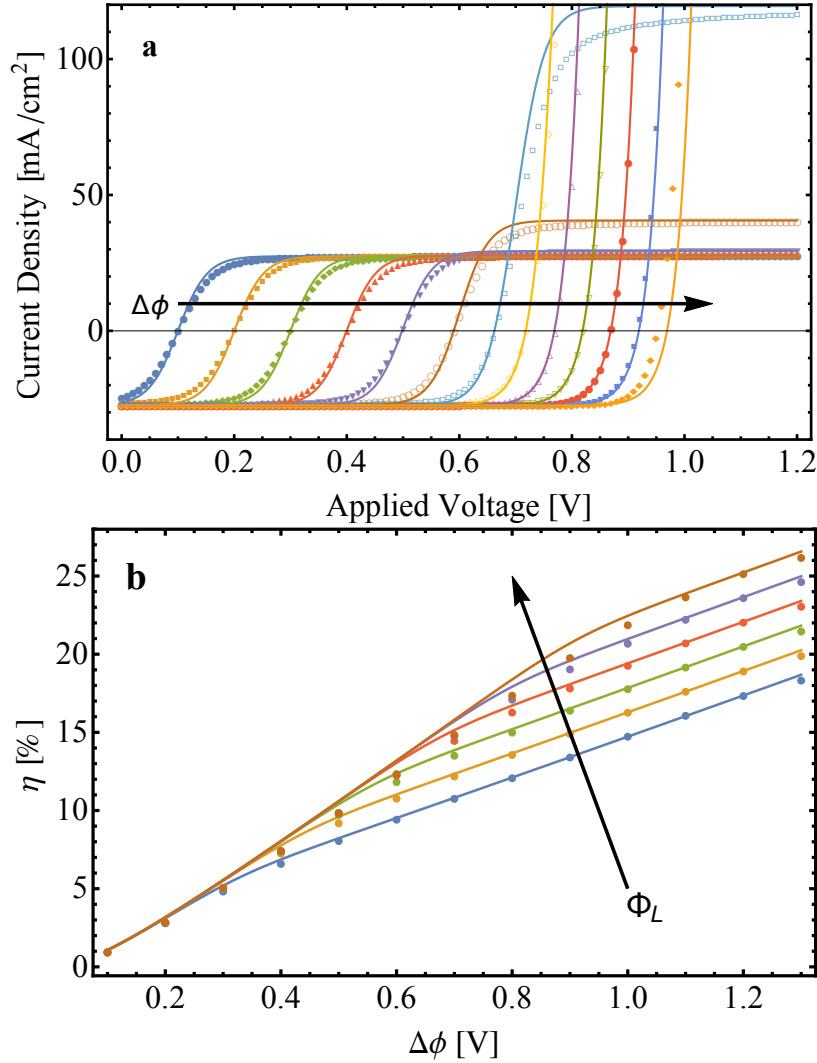 a
100
50
0
Current Density [mA/cm²]
Δϕ
0.0 0.2 0.4 0.6 0.8 1.0 1.2
Applied Voltage [V]
b
25
20
15
10
5
0
η [%]
Φ_L
0.2 0.4 0.6 0.8 1.0 1.2
Δϕ [V]